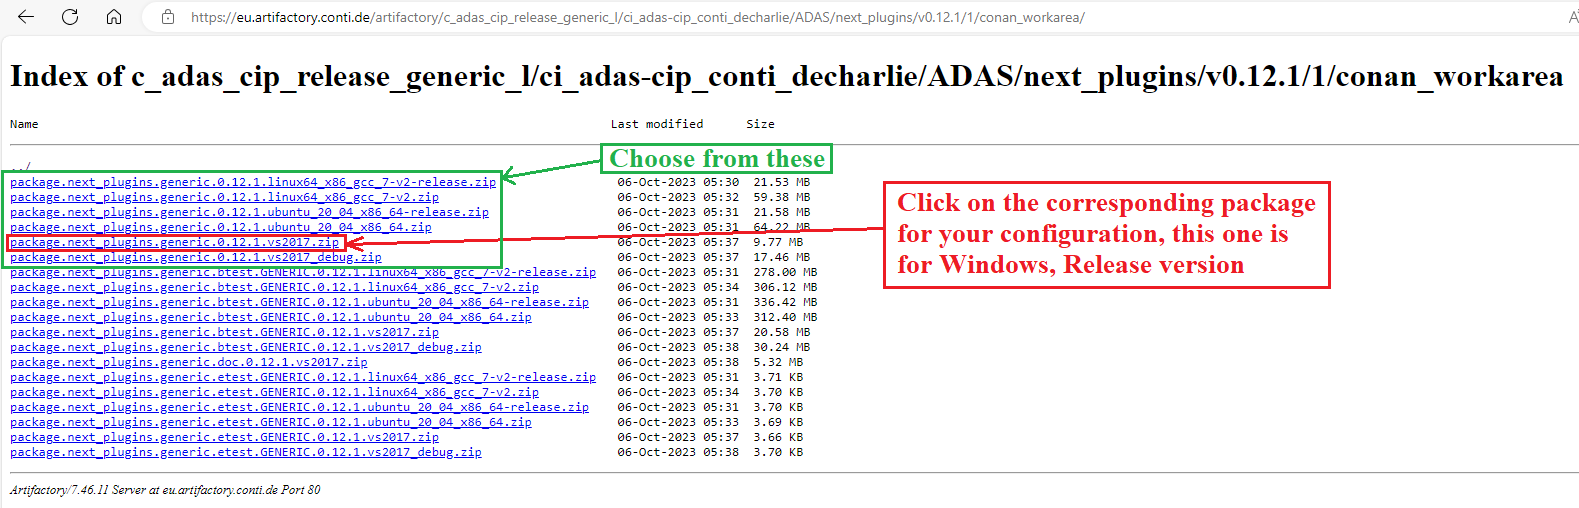 https://eu.artifactory.conti.de/artifactory/c_adas_cip_release_generic_l/ci_adas-cip_conti_decharlie/ADAS/next_plugins/v0.12.1/1/conan_workarea/
Index of c_adas_cip_release_generic_l/ci_adas-cip_conti_decharlie/ADAS/next_plugins/v0.12.1/1/conan_workarea
Name Last modified Size
../
Choose from these
package.next_plugins.generic.0.12.1.linux64_x86_gcc_7-v2-release.zip 06-Oct-2023 05:30 21.53 MB
package.next_plugins.generic.0.12.1.linux64_x86_gcc_7-v2.zip 06-Oct-2023 05:32 59.38 MB
package.next_plugins.generic.0.12.1.ubuntu_20_04_x86_64-release.zip 06-Oct-2023 05:31 21.58 MB
package.next_plugins.generic.0.12.1.ubuntu_20_04_x86_64.zip 06-Oct-2023 05:31 64.22 MB
package.next_plugins.generic.0.12.1.vs2017.zip 06-Oct-2023 05:37 9.77 MB
package.next_plugins.generic.0.12.1.vs2017_debug.zip 06-Oct-2023 05:37 17.46 MB
Click on the corresponding package
for your configuration, this one is
for Windows, Release version
package.next_plugins.generic.btest.GENERIC.0.12.1.linux64_x86_gcc_7-v2-release.zip 06-Oct-2023 05:31 278.00 MB
package.next_plugins.generic.btest.GENERIC.0.12.1.linux64_x86_gcc_7-v2.zip 06-Oct-2023 05:34 306.12 MB
package.next_plugins.generic.btest.GENERIC.0.12.1.ubuntu_20_04_x86_64-release.zip 06-Oct-2023 05:31 336.42 MB
package.next_plugins.generic.btest.GENERIC.0.12.1.ubuntu_20_04_x86_64.zip 06-Oct-2023 05:33 312.40 MB
package.next_plugins.generic.btest.GENERIC.0.12.1.vs2017.zip 06-Oct-2023 05:37 20.58 MB
package.next_plugins.generic.btest.GENERIC.0.12.1.vs2017_debug.zip 06-Oct-2023 05:38 30.24 MB
package.next_plugins.generic.doc.0.12.1.vs2017.zip 06-Oct-2023 05:38 5.32 MB
package.next_plugins.generic.etest.GENERIC.0.12.1.linux64_x86_gcc_7-v2-release.zip 06-Oct-2023 05:31 3.71 KB
package.next_plugins.generic.etest.GENERIC.0.12.1.linux64_x86_gcc_7-v2.zip 06-Oct-2023 05:34 3.70 KB
package.next_plugins.generic.etest.GENERIC.0.12.1.ubuntu_20_04_x86_64-release.zip 06-Oct-2023 05:31 3.70 KB
package.next_plugins.generic.etest.GENERIC.0.12.1.ubuntu_20_04_x86_64.zip 06-Oct-2023 05:33 3.69 KB
package.next_plugins.generic.etest.GENERIC.0.12.1.vs2017.zip 06-Oct-2023 05:37 3.66 KB
package.next_plugins.generic.etest.GENERIC.0.12.1.vs2017_debug.zip 06-Oct-2023 05:38 3.70 KB
Artifactory/7.46.11 Server at eu.artifactory.conti.de Port 80